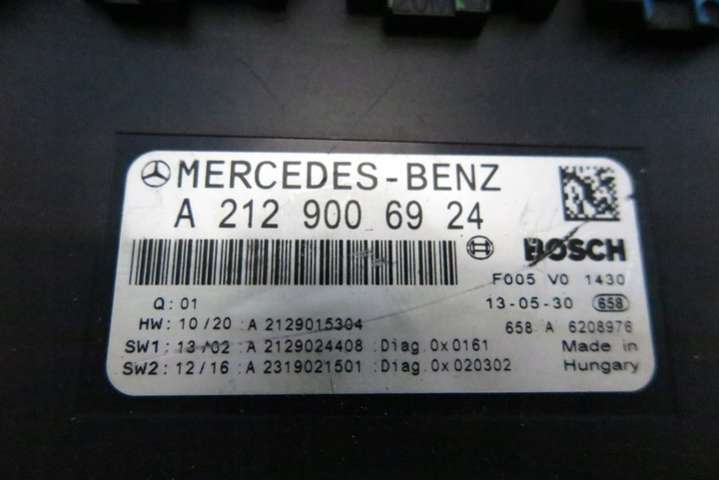 20M
MERCEDES-BENZ
A 212 900 69 24
BOSCH
F005 V0 1430
Q: 01
13-05-30 658
HW: 10/20 :A 2129015304
658 A 6208976
SW1: 13/02 :A 2129024408 :Diag.0x0161
Made in
SW2: 12/16 :A 2319021501 :Diag.0x020302
Hungary